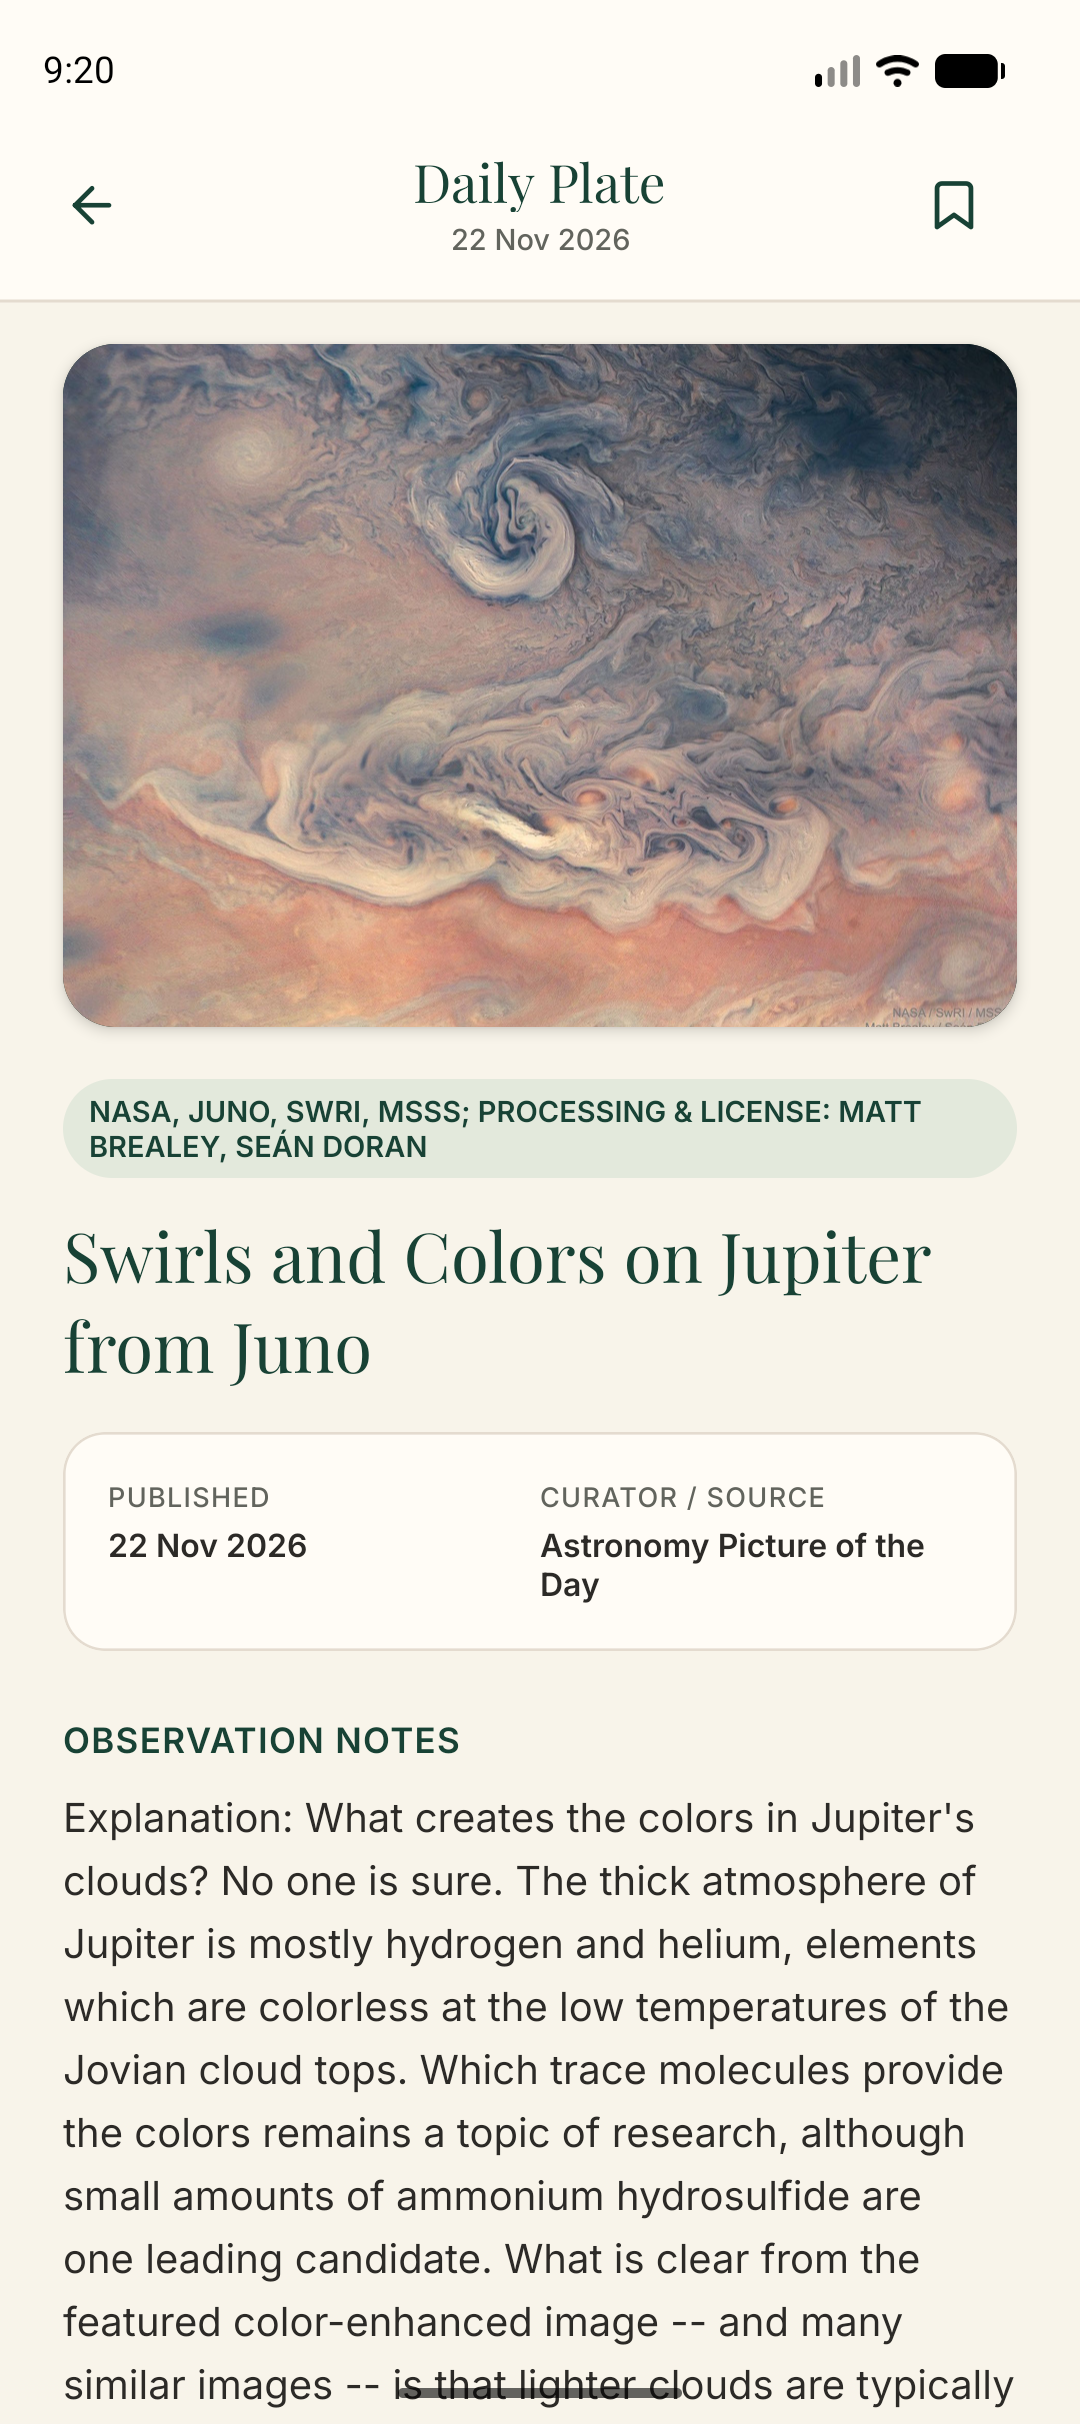 9:20
Daily Plate
22 Nov 2026
NASA / SwRI / MSS
NASA, JUNO, SWRI, MSSS; PROCESSING & LICENSE: MATT
BREALEY, SEÁN DORAN
Swirls and Colors on Jupiter
from Juno
PUBLISHED
22 Nov 2026
CURATOR / SOURCE
Astronomy Picture of the
Day
OBSERVATION NOTES
Explanation: What creates the colors in Jupiter's
clouds? No one is sure. The thick atmosphere of
Jupiter is mostly hydrogen and helium, elements
which are colorless at the low temperatures of the
Jovian cloud tops. Which trace molecules provide
the colors remains a topic of research, although
small amounts of ammonium hydrosulfide are
one leading candidate. What is clear from the
featured color-enhanced image -- and many
similar images -- is that lighter clouds are typically